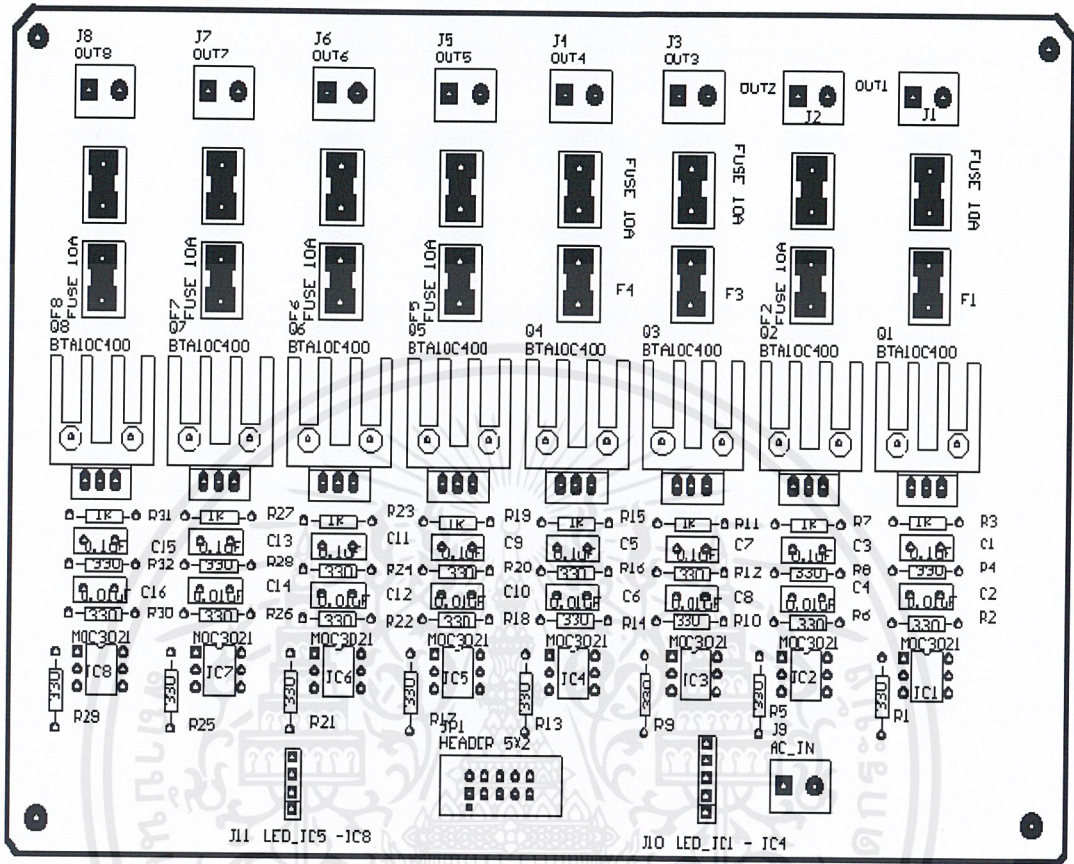 J8 J7 J6 J5 J4 J3
OUT8 OUT7 OUT6 OUT5 OUT4 OUT3
OUT2 J2 OUT1 J1
FUSE 10A FUSE 10A FUSE 10A
F8 FUSE 10A F7 FUSE 10A F6 FUSE 10A F5 FUSE 10A F4 F3 F2 FUSE 10A F1
Q8 Q7 Q6 Q5 Q4 Q3 Q2 Q1
BTA10C400 BTA10C400 BTA10C400 BTA10C400 BTA10C400 BTA10C400 BTA10C400 BTA10C400
1K R31 1K R27 1K R23 1K R19 1K R15 1K R11 1K R7 1K R3
0.1uF C15 0.1uF C13 0.1uF C11 0.1uF C9 0.1uF C5 0.1uF C7 0.1uF C3 0.1uF C1
330 R32 330 R28 330 R24 330 R20 330 R16 330 R12 330 R8 330 R4
0.01uF C16 0.01uF C14 0.01uF C12 0.01uF C10 0.01uF C6 0.01uF C8 0.01uF C4 0.01uF C2
330 R30 330 R26 330 R22 330 R18 330 R14 330 R10 330 R6 330 R2
MOC3021 MOC3021 MOC3021 MOC3021 MOC3021 MOC3021 MOC3021 MOC3021
330 IC8 330 IC7 330 IC6 330 IC5 330 IC4 330 IC3 330 IC2 330 IC1
R29 R25 R21 R17 R13 R9 R5 R1
JP1 J9
HEADER 5X2 AC_IN
J11 LED_IC5 -IC8 J10 LED_IC1 - IC4